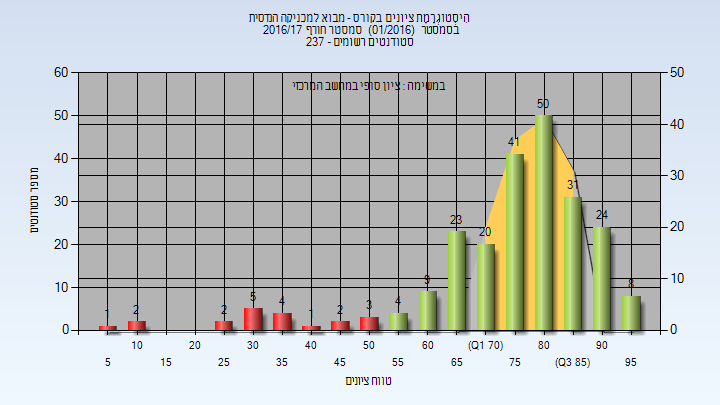 היסטוגרמת ציונים בקורס - מבוא למכניקה הנדסית
בסמסטר (01/2016) סמסטר חורף 2016/17
סטודנטים רשומים - 237
במשימה : ציון סופי במחשב המרכזי
מספר סטודנטים
60 50 40 30 20 10 0
50 40 30 20 10 0
1 2 2 5 4 1 2 3 4 9 23 20 41 50 31 24 8
10 20 30 40 50 60 (Q1 70) 80 90
5 15 25 35 45 55 65 75 (Q3 85) 95
טווח ציונים